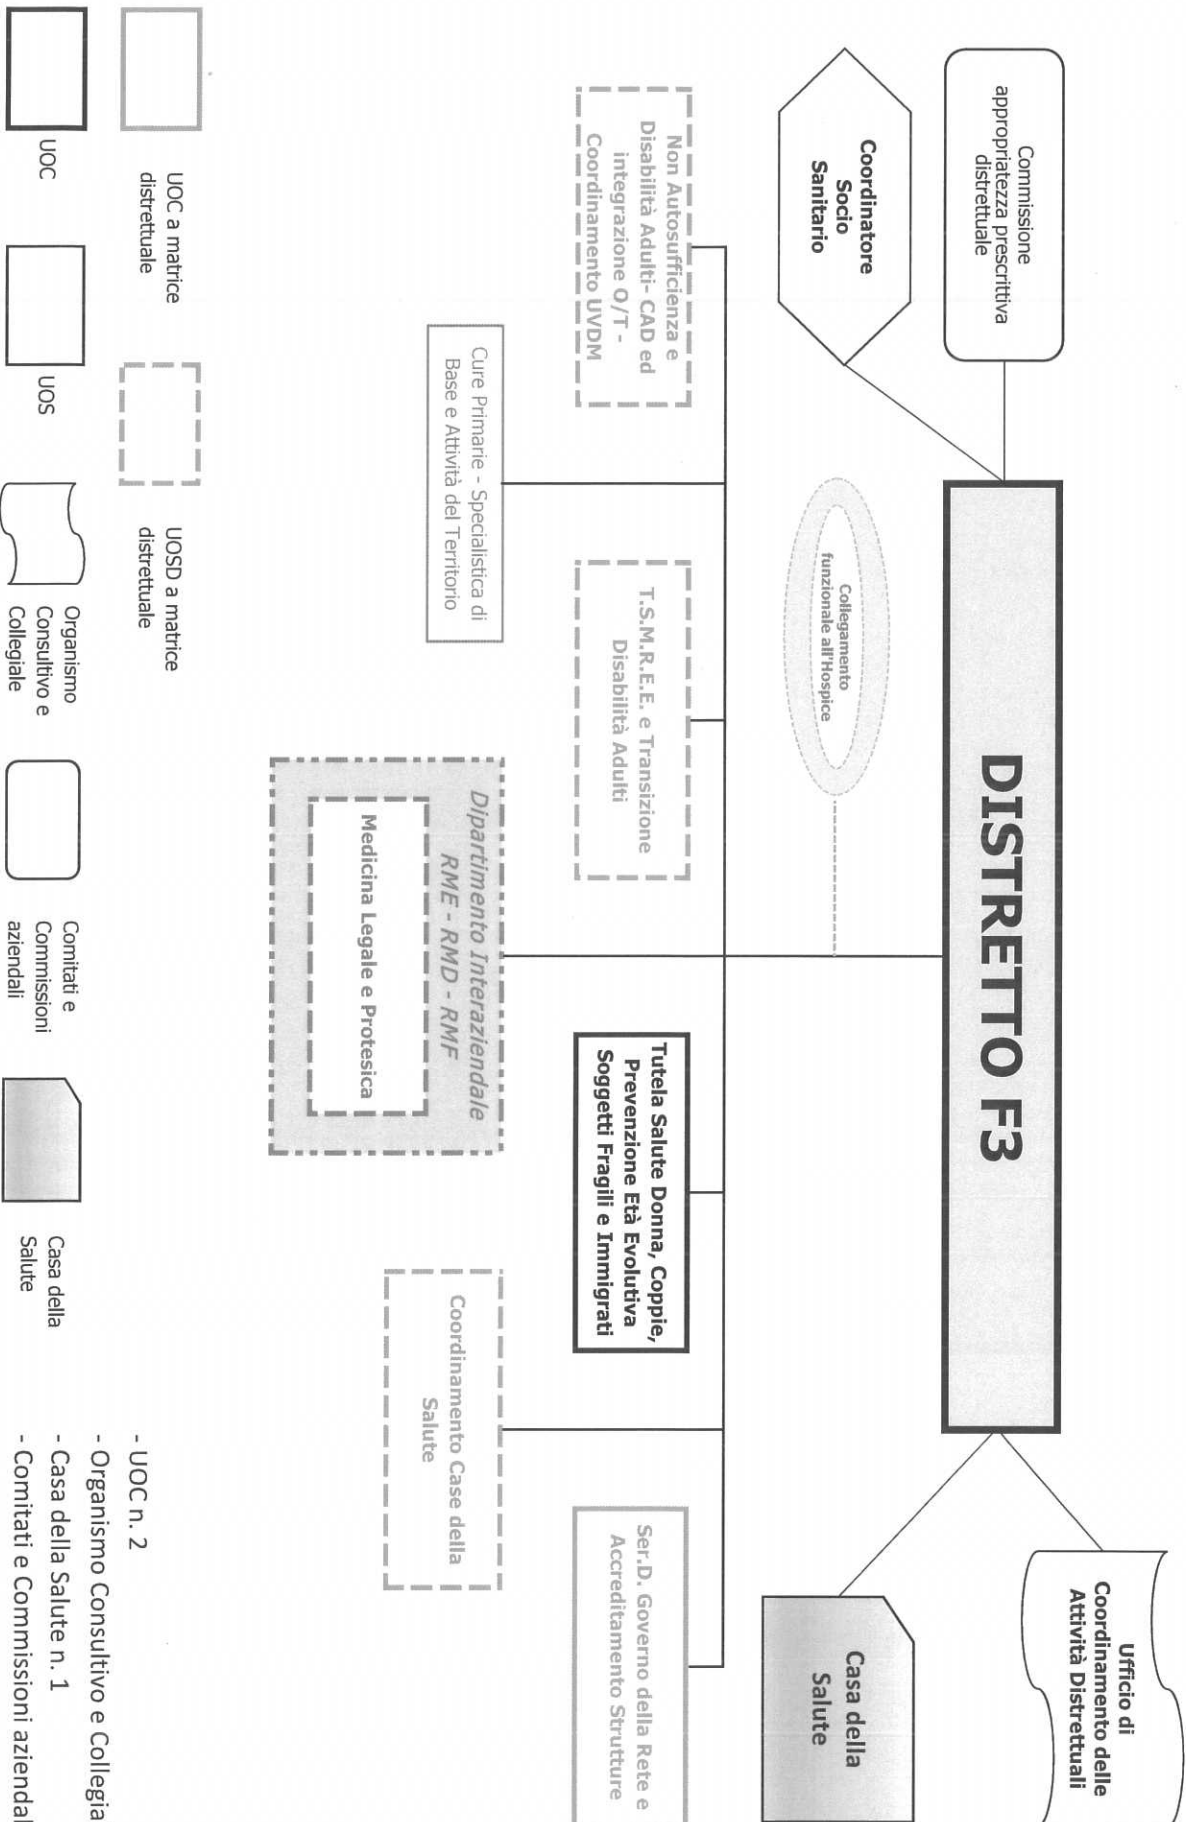 Commissione
appropriatezza prescrittiva
distrettuale
DISTRETTO F3
Ufficio di
Coordinamento delle
Attività Distrettuali
Coordinatore
Socio
Sanitario
Collegamento
funzionale all'Hospice
Casa della
Salute
Non Autosufficienza e
Disabilità Adulti- CAD ed
integrazione O/T -
Coordinamento UVDM
T.S.M.R.E.E. e Transizione
Disabilità Adulti
Tutela Salute Donna, Coppie,
Prevenzione Età Evolutiva
Soggetti Fragili e Immigrati
Ser.D. Governo della Rete e
Accreditamento Strutture
Cure Primarie - Specialistica di
Base e Attività del Territorio
Dipartimento Interaziendale
RME - RMD - RMF
Medicina Legale e Protesica
Coordinamento Case della
Salute
UOC a matrice
distrettuale
UOSD a matrice
distrettuale
UOC
UOS
Organismo
Consultivo e
Collegiale
Comitati e
Commissioni
aziendali
Casa della
Salute
- UOC n. 2
- Organismo Consultivo e Collegia
- Casa della Salute n. 1
- Comitati e Commissioni aziendal